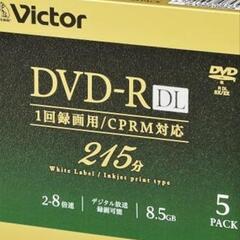 Victor
DVD-R DL
DVD
R DL
1回録画用/CPRM対応
215分
White Label / Inkjet print type
2-8倍速
デジタル放送
録画可能
8.5GB
5
PACK